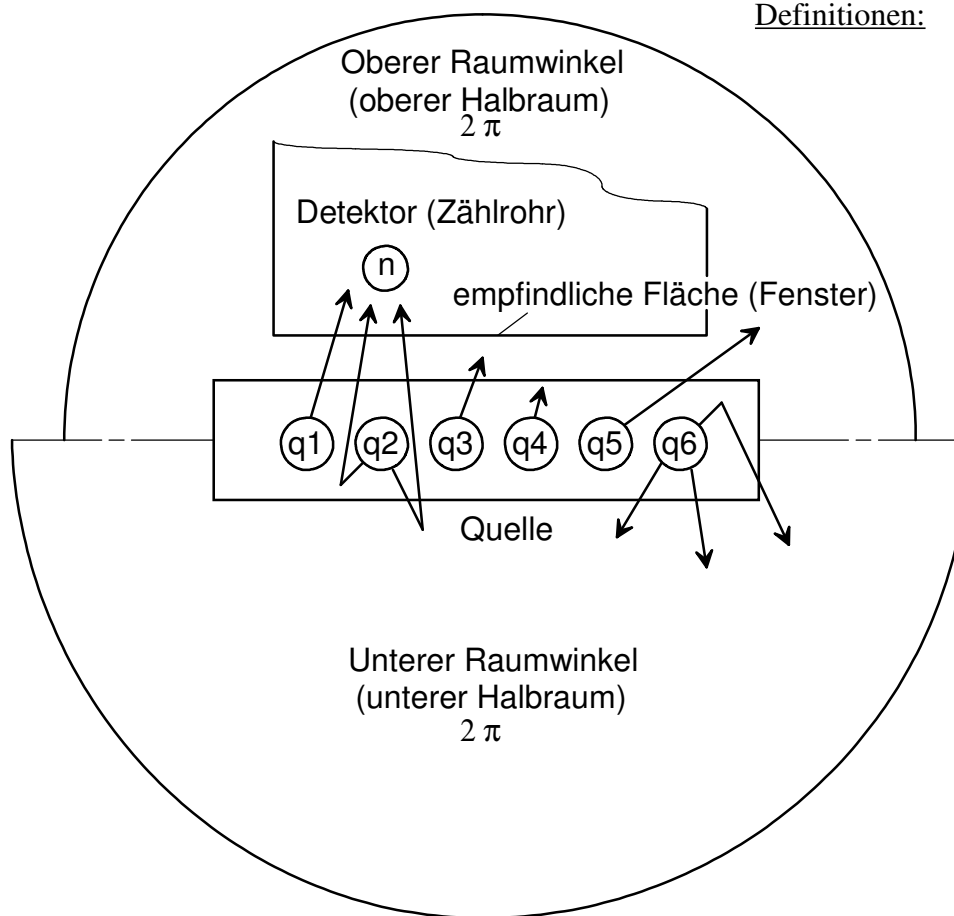 Definitionen:
Oberer Raumwinkel
(oberer Halbraum)
2 π
Detektor (Zählrohr)
n
empfindliche Fläche (Fenster)
q1 q2 q3 q4 q5 q6
Quelle
Unterer Raumwinkel
(unterer Halbraum)
2 π